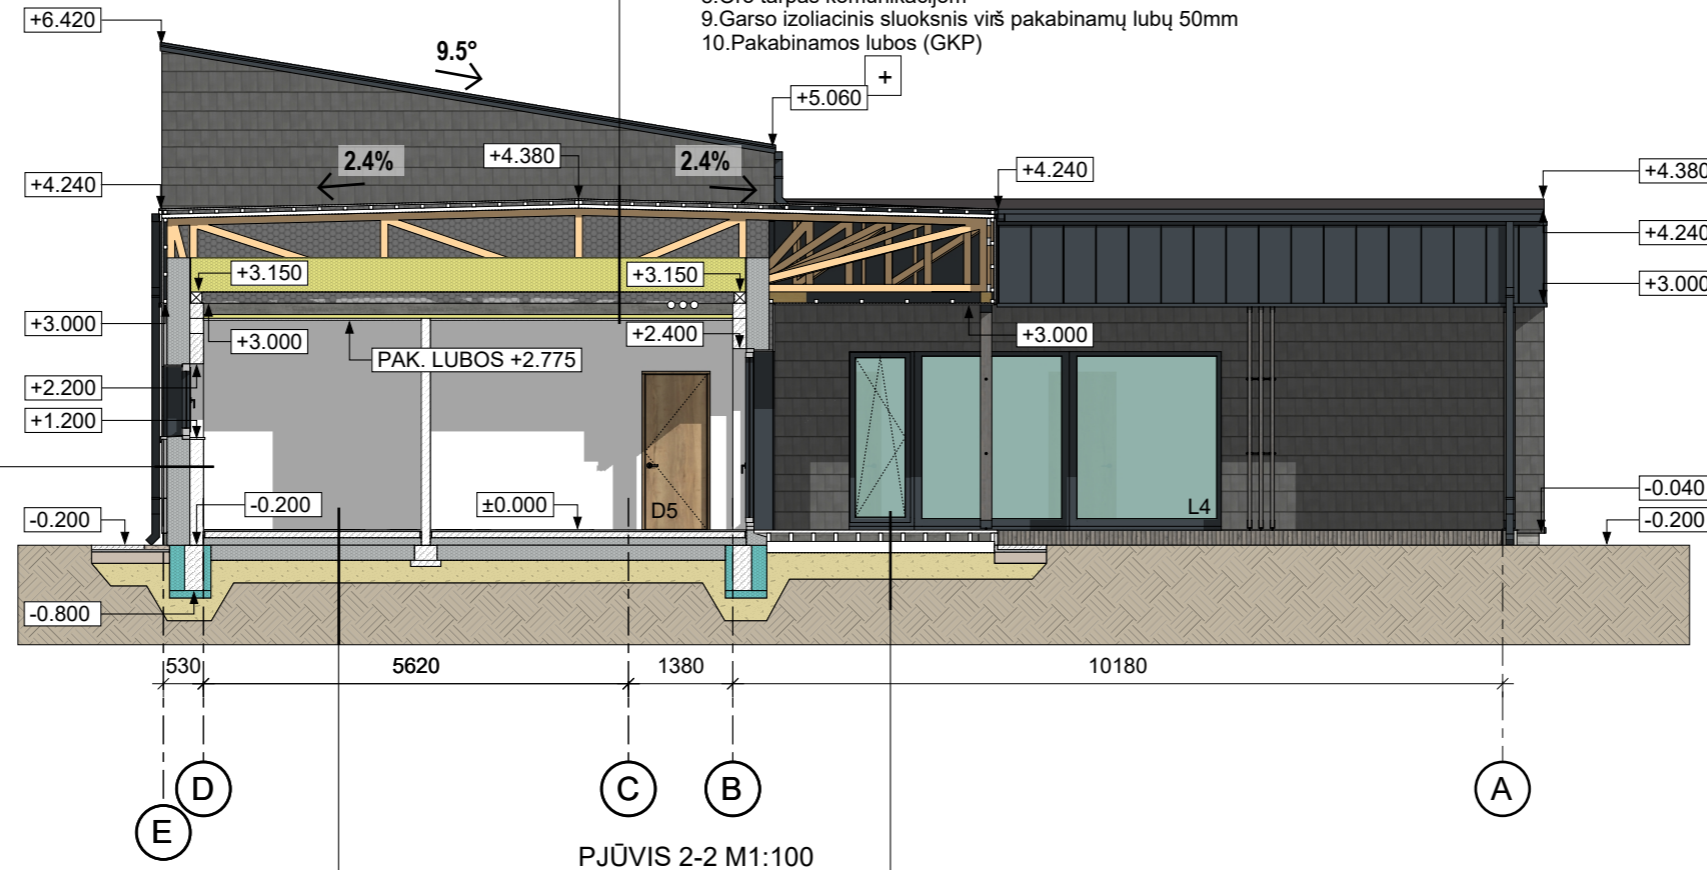 9.Garso izoliacinis sluoksnis virš pakabinamų lubų 50mm
10.Pakabinamos lubos (GKP)
+6.420
9.5°
+
+5.060
2.4%
+4.380
2.4%
+4.240
+4.240
+4.380
+4.240
+3.150
+3.150
+3.000
+3.000
+3.000
+2.400
+3.000
PAK. LUBOS +2.775
+2.200
+1.200
-0.200
±0.000
D5
L4
-0.040
-0.200
-0.200
-0.800
530
5620
1380
10180
D
C
B
A
E
PJŪVIS 2-2 M1:100